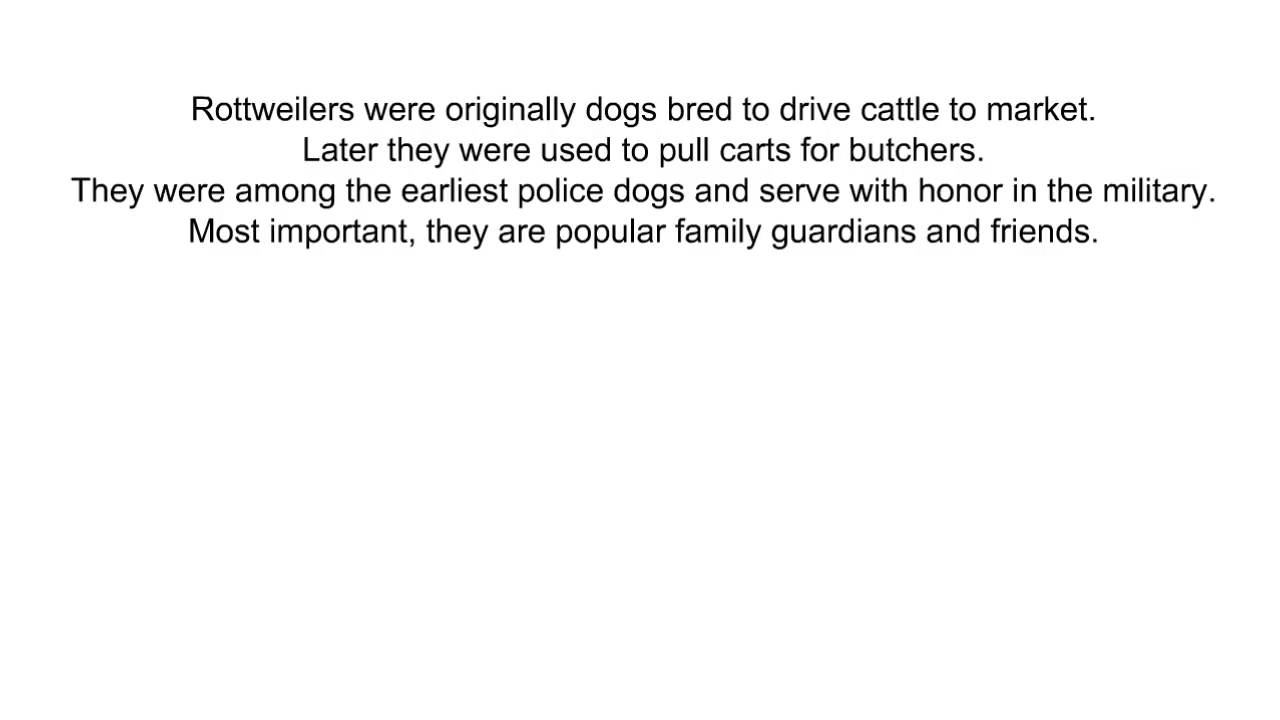 Rottweilers were originally dogs bred to drive cattle to market.
Later they were used to pull carts for butchers.
They were among the earliest police dogs and serve with honor in the military.
Most important, they are popular family guardians and friends.